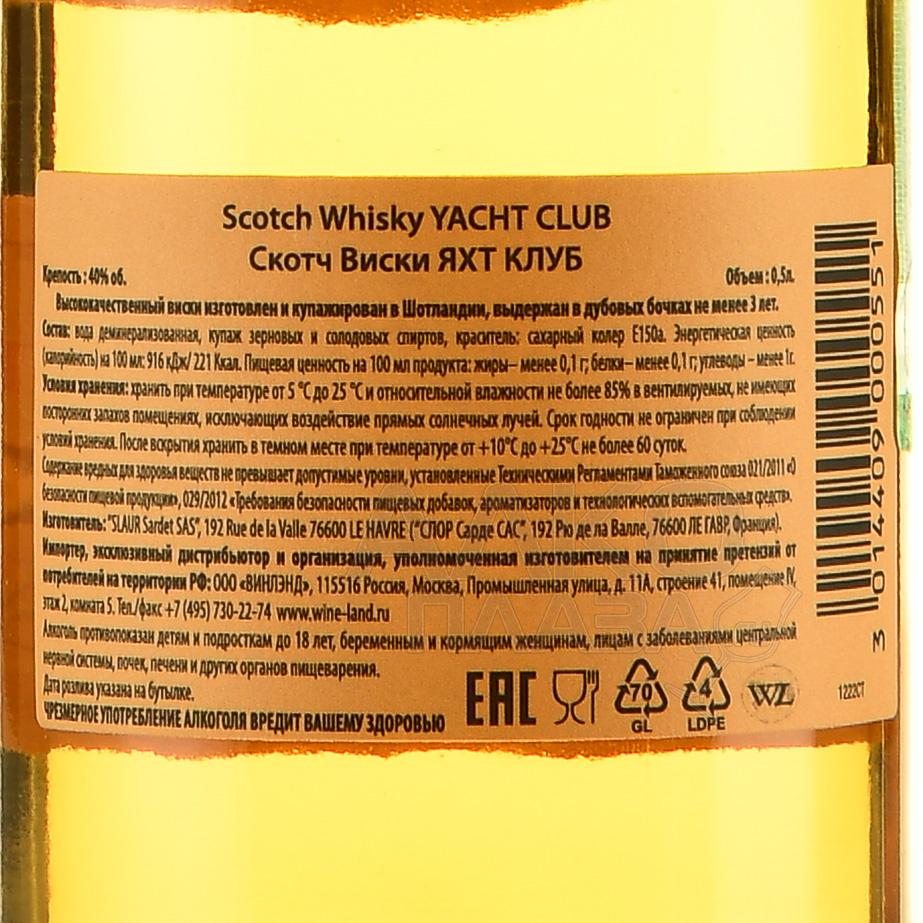 Scotch Whisky YACHT CLUB
Скотч Виски ЯХТ КЛУБ
Крепость : 40% об. Объем : 0,5л.
Высококачественный виски изготовлен и купажирован в Шотландии, выдержан в дубовых бочках не менее 3 лет.
Состав: вода деминерализованная, купаж зерновых и солодовых спиртов, краситель: сахарный колер Е150а. Энергетическая ценность
(калорийность) на 100 мл: 916 кДж/ 221 Ккал. Пищевая ценность на 100 мл продукта: жиры– менее 0,1 г; белки– менее 0,1 г; углеводы – менее 1г.
Условия хранения: хранить при температуре от 5 °C до 25 °C и относительной влажности не более 85% в вентилируемых, не имеющих
посторонних запахов помещениях, исключающих воздействие прямых солнечных лучей. Срок годности не ограничен при соблюдении
условий хранения. После вскрытия хранить в темном месте при температуре от +10°C до +25°C не более 60 суток.
Содержание вредных для здоровья веществ не превышает допустимые уровни, установленные Техническими Регламентами Таможенного союза 021/2011 «О
безопасности пищевой продукции», 029/2012 «Требования безопасности пищевых добавок, ароматизаторов и технологических вспомогательных средств».
Изготовитель: "SLAUR Sardet SAS", 192 Rue de la Valle 76600 LE HAVRE ("СЛОР Сарде САС", 192 Рю де ла Валле, 76600 ЛЕ ГАВР, Франция).
Импортер, эксклюзивный дистрибьютор и организация, уполномоченная изготовителем на принятие претензий от
потребителей на территории РФ: ООО «ВИНЛЭНД», 115516 Россия, Москва, Промышленная улица, д. 11А, строение 41, помещение IV,
этаж 2, комната 5. Тел./факс +7 (495) 730-22-74 www.wine-land.ru
Алкоголь противопоказан детям и подросткам до 18 лет, беременным и кормящим женщинам, лицам с заболеваниями центральной
нервной системы, почек, печени и других органов пищеварения.
Дата розлива указана на бутылке.
ЧРЕЗМЕРНОЕ УПОТРЕБЛЕНИЕ АЛКОГОЛЯ ВРЕДИТ ВАШЕМУ ЗДОРОВЬЮ
EAC
70
GL
4
LDPE
WL
1222CT
3 014409 000551
ПЛАЗА